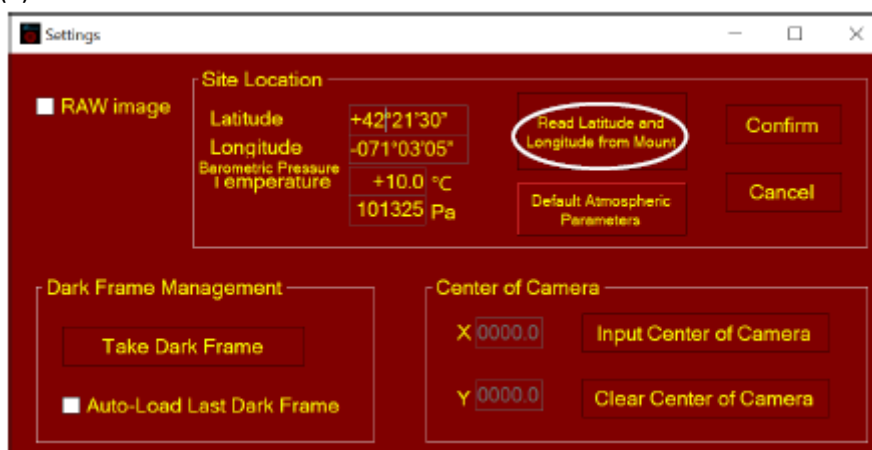 Settings
Site Location
RAW image
Latitude +42°21'30"
Read Latitude and
Longitude from Mount
Confirm
Longitude -071°03'05"
Barometric Pressure
Temperature +10.0 °C
101325 Pa
Default Atmospheric
Parameters
Cancel
Dark Frame Management
Take Dark Frame
Auto-Load Last Dark Frame
Center of Camera
X 0000.0 Input Center of Camera
Y 0000.0 Clear Center of Camera